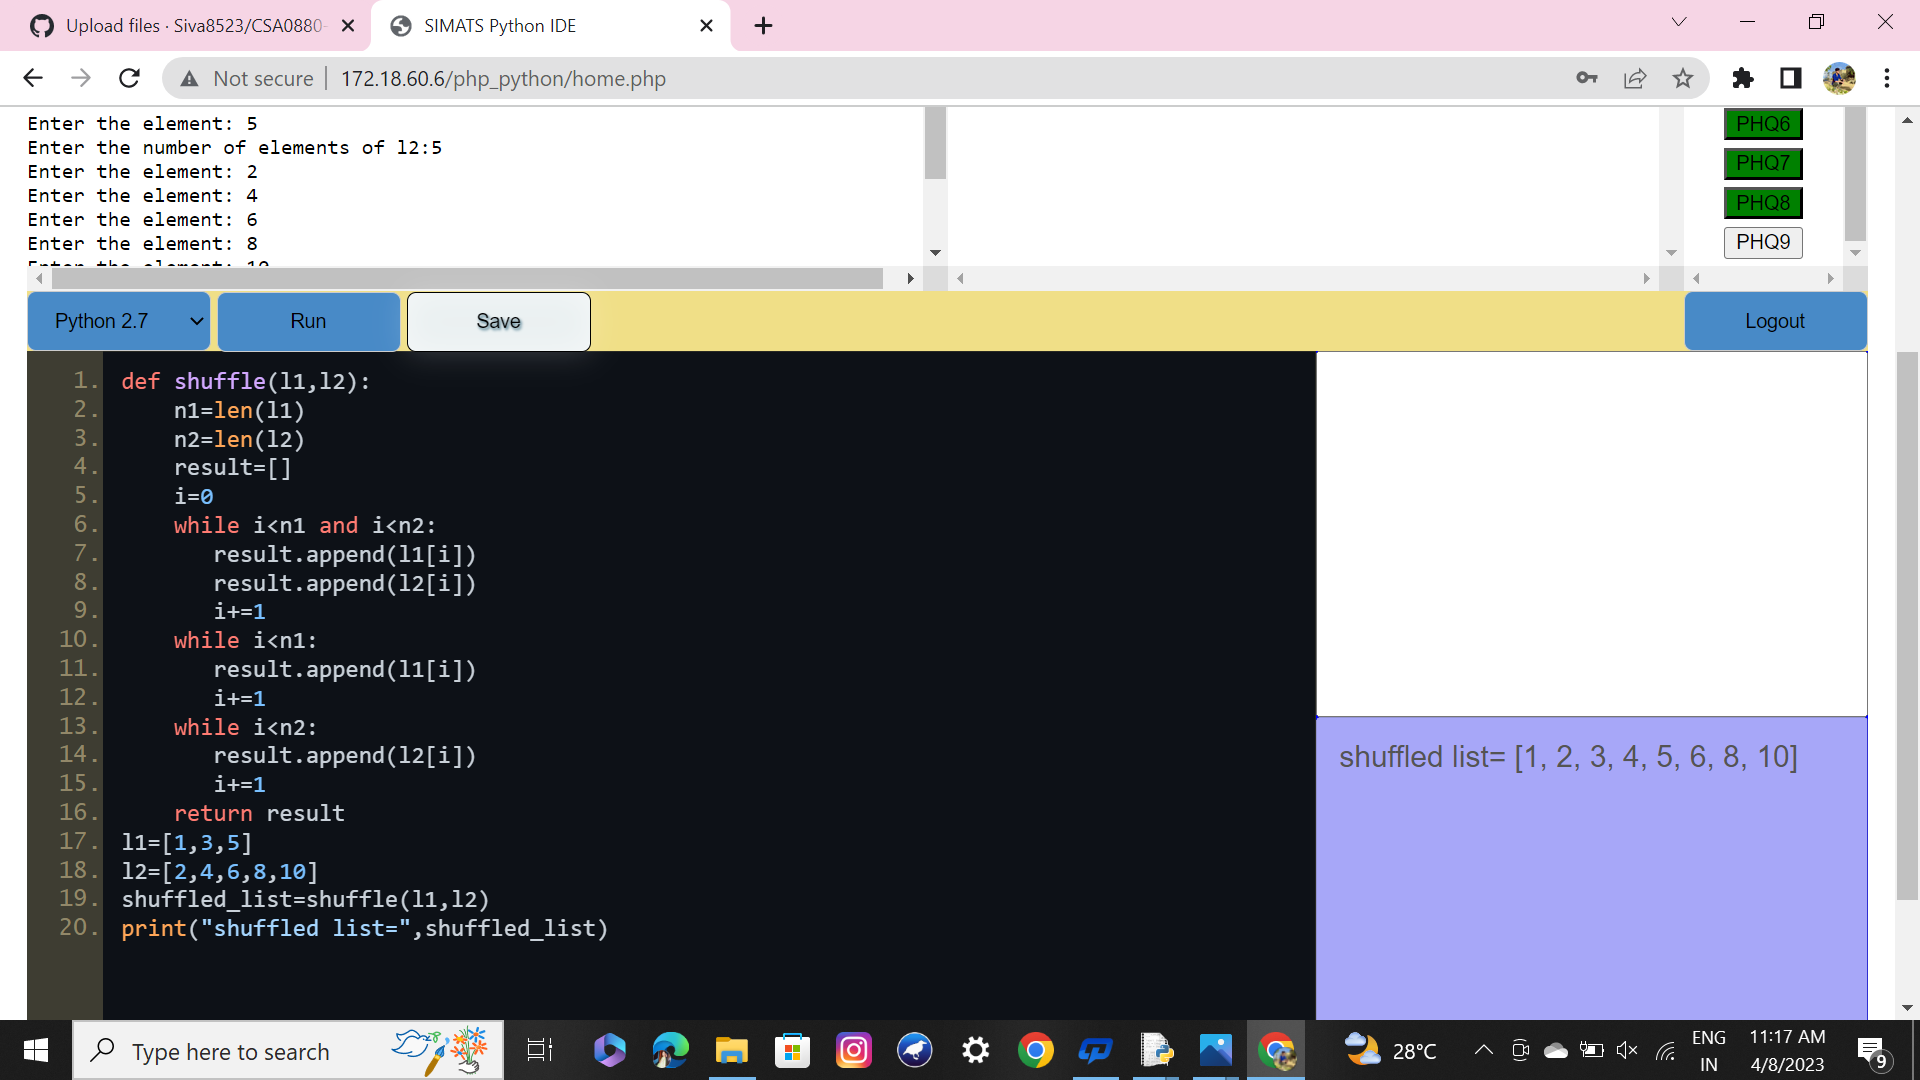 Upload files · Siva8523/CSA0880-
SIMATS Python IDE
Not secure
172.18.60.6/php_python/home.php
Enter the element: 5
Enter the number of elements of l2:5
Enter the element: 2
Enter the element: 4
Enter the element: 6
Enter the element: 8
Enter the element: 10
PHQ6
PHQ7
PHQ8
PHQ9
Python 2.7
Run
Save
Logout
1. def shuffle(l1,l2):
2. n1=len(l1)
3. n2=len(l2)
4. result=[]
5. i=0
6. while i<n1 and i<n2:
7. result.append(l1[i])
8. result.append(l2[i])
9. i+=1
10. while i<n1:
11. result.append(l1[i])
12. i+=1
13. while i<n2:
14. result.append(l2[i])
15. i+=1
16. return result
17. l1=[1,3,5]
18. l2=[2,4,6,8,10]
19. shuffled_list=shuffle(l1,l2)
20. print("shuffled list=",shuffled_list)
shuffled list= [1, 2, 3, 4, 5, 6, 8, 10]
Type here to search
28°C
ENG
IN
11:17 AM
4/8/2023
9